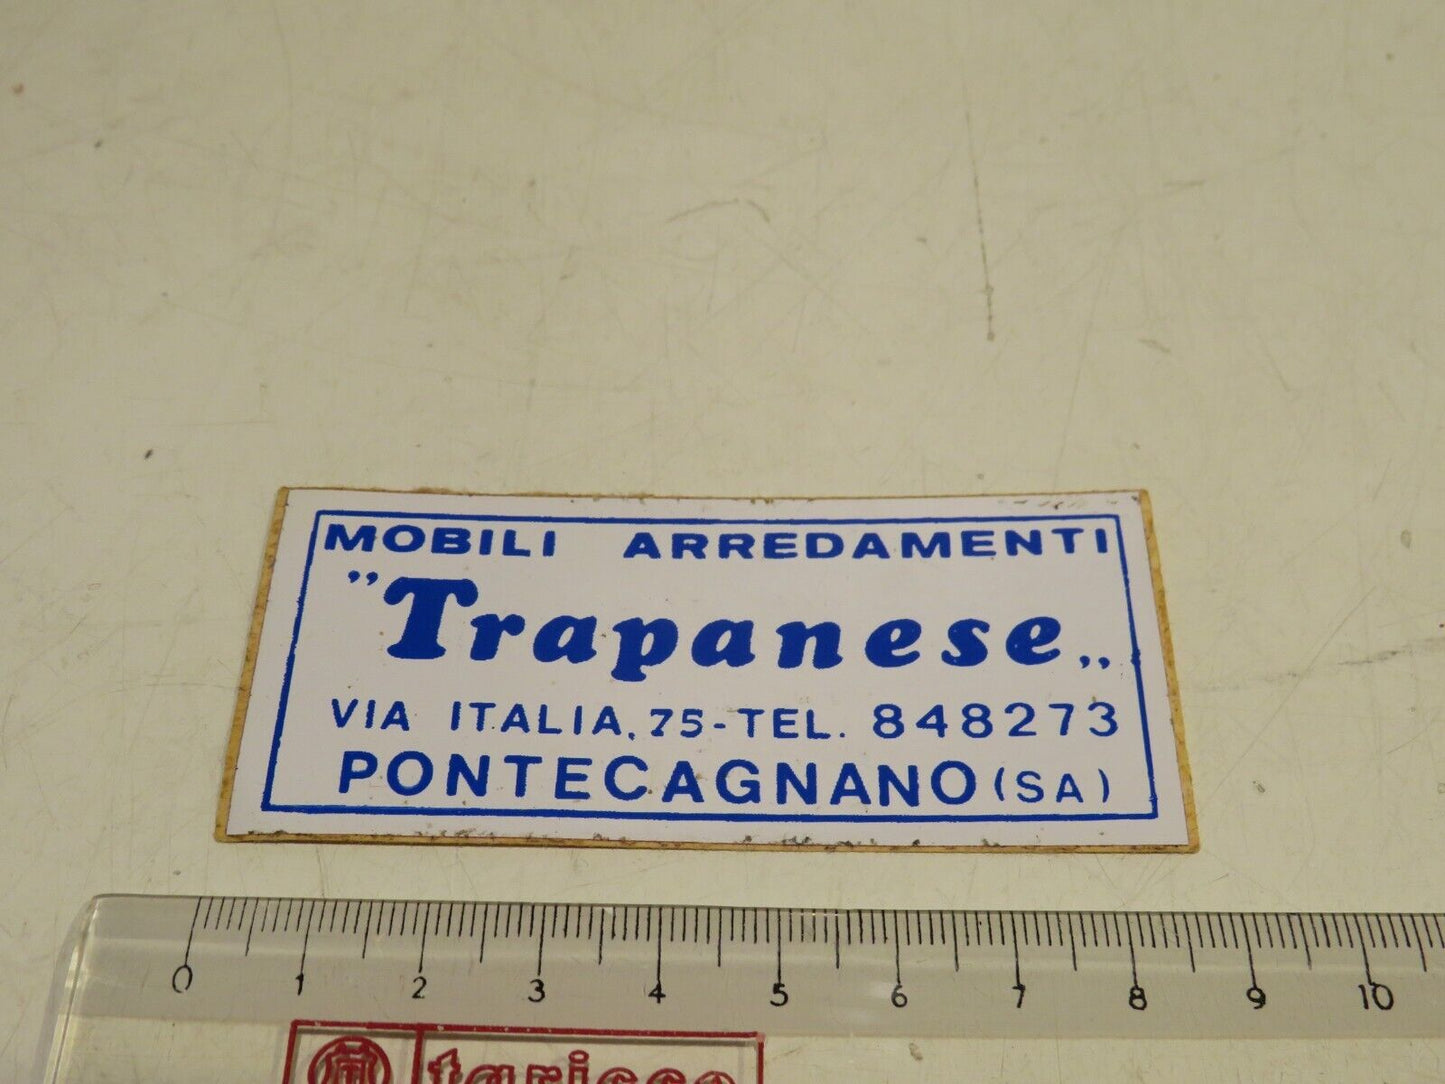 MOBILI ARREDAMENTI
"Trapanese„
VIA ITALIA, 75-TEL. 848273
PONTECAGNANO (SA)
0 1 2 3 4 5 6 7 8 9 10
tarisso